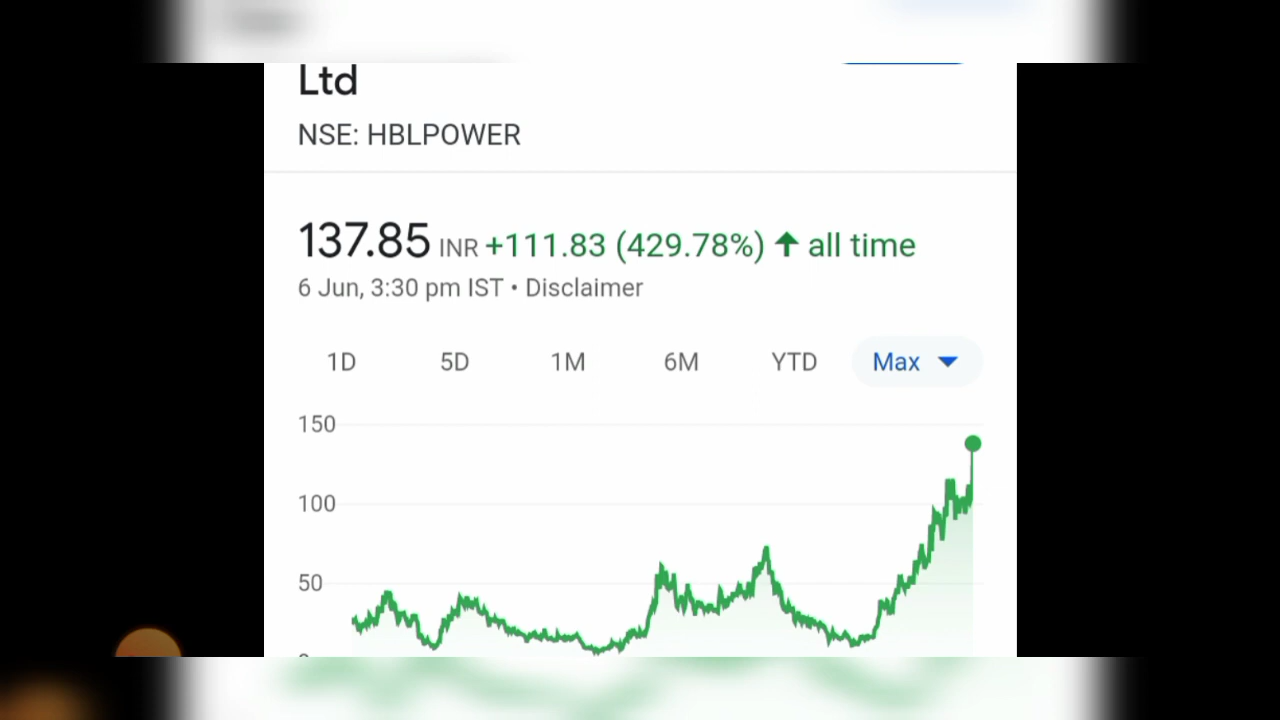 Ltd
NSE: HBLPOWER
137.85 INR +111.83 (429.78%) ↑ all time
6 Jun, 3:30 pm IST • Disclaimer
1D 5D 1M 6M YTD Max
150
100
50